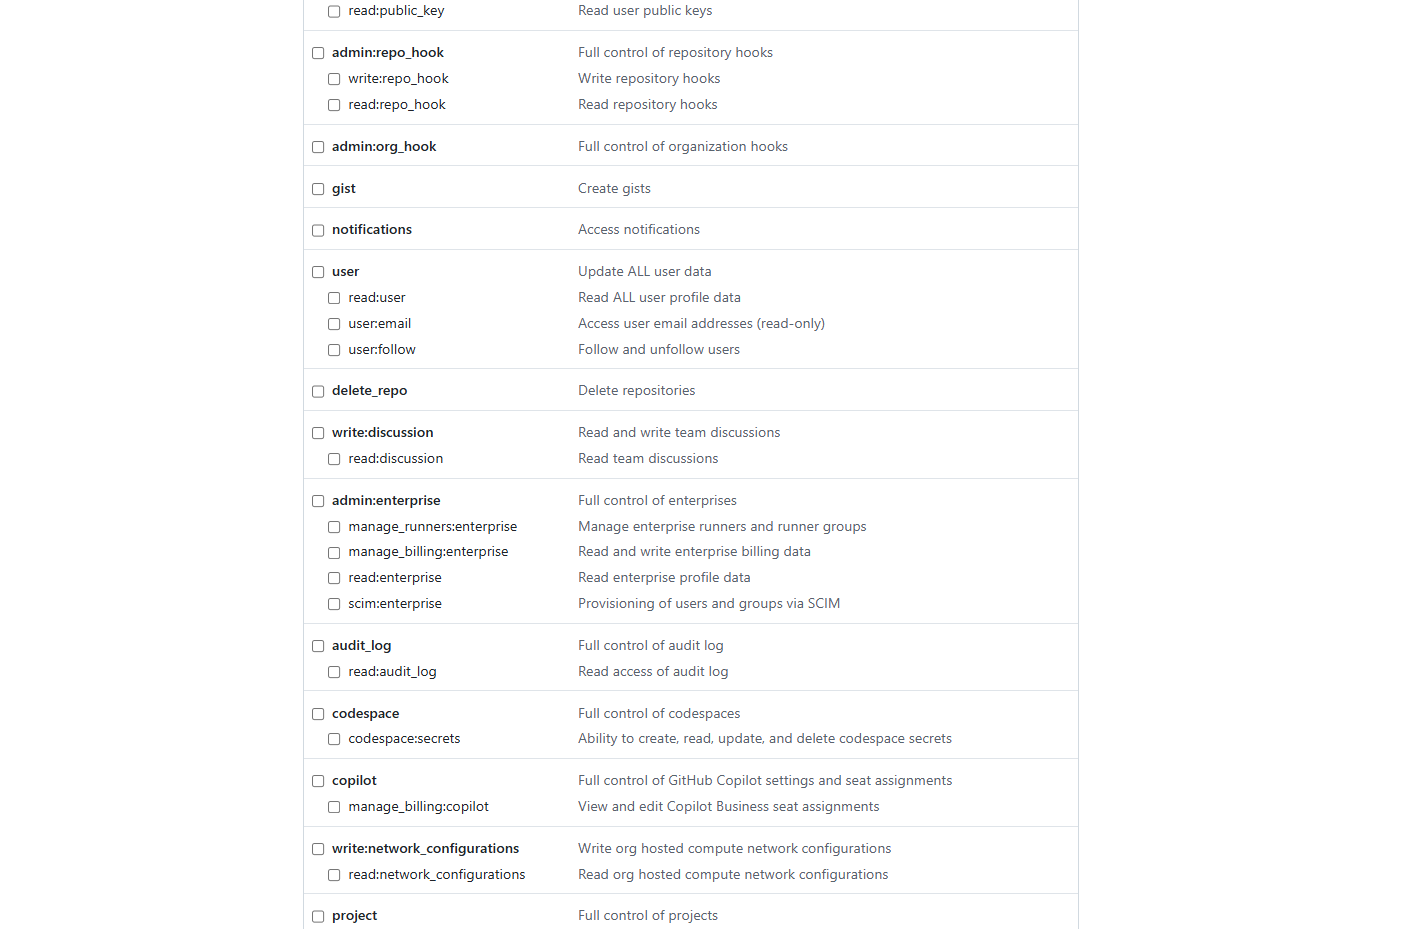 read:public_key Read user public keys
admin:repo_hook Full control of repository hooks
write:repo_hook Write repository hooks
read:repo_hook Read repository hooks
admin:org_hook Full control of organization hooks
gist Create gists
notifications Access notifications
user Update ALL user data
read:user Read ALL user profile data
user:email Access user email addresses (read-only)
user:follow Follow and unfollow users
delete_repo Delete repositories
write:discussion Read and write team discussions
read:discussion Read team discussions
admin:enterprise Full control of enterprises
manage_runners:enterprise Manage enterprise runners and runner groups
manage_billing:enterprise Read and write enterprise billing data
read:enterprise Read enterprise profile data
scim:enterprise Provisioning of users and groups via SCIM
audit_log Full control of audit log
read:audit_log Read access of audit log
codespace Full control of codespaces
codespace:secrets Ability to create, read, update, and delete codespace secrets
copilot Full control of GitHub Copilot settings and seat assignments
manage_billing:copilot View and edit Copilot Business seat assignments
write:network_configurations Write org hosted compute network configurations
read:network_configurations Read org hosted compute network configurations
project Full control of projects